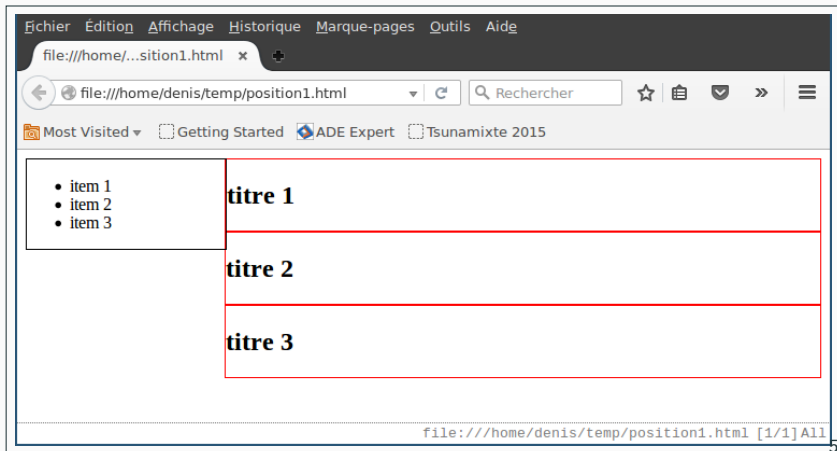 Fichier Édition Affichage Historique Marque-pages Outils Aide
file:///home/...sition1.html
file:///home/denis/temp/position1.html Rechercher
Most Visited Getting Started ADE Expert Tsunamixte 2015
item 1
item 2
item 3
titre 1
titre 2
titre 3
file:///home/denis/temp/position1.html [1/1] All
5